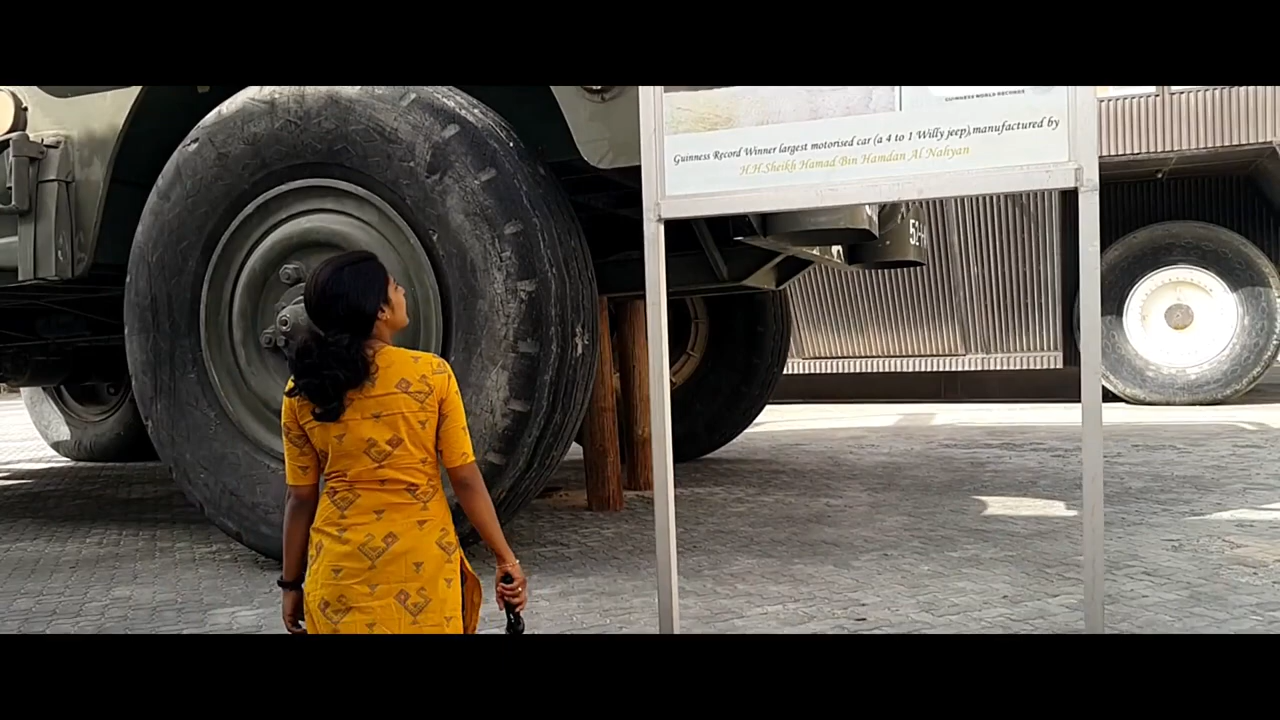 GUINNESS WORLD RECORDS
Guinness Record Winner largest motorised car (a 4 to 1 Willy jeep),manufactured by
H.H.Sheikh Hamad Bin Hamdan Al Nahyan